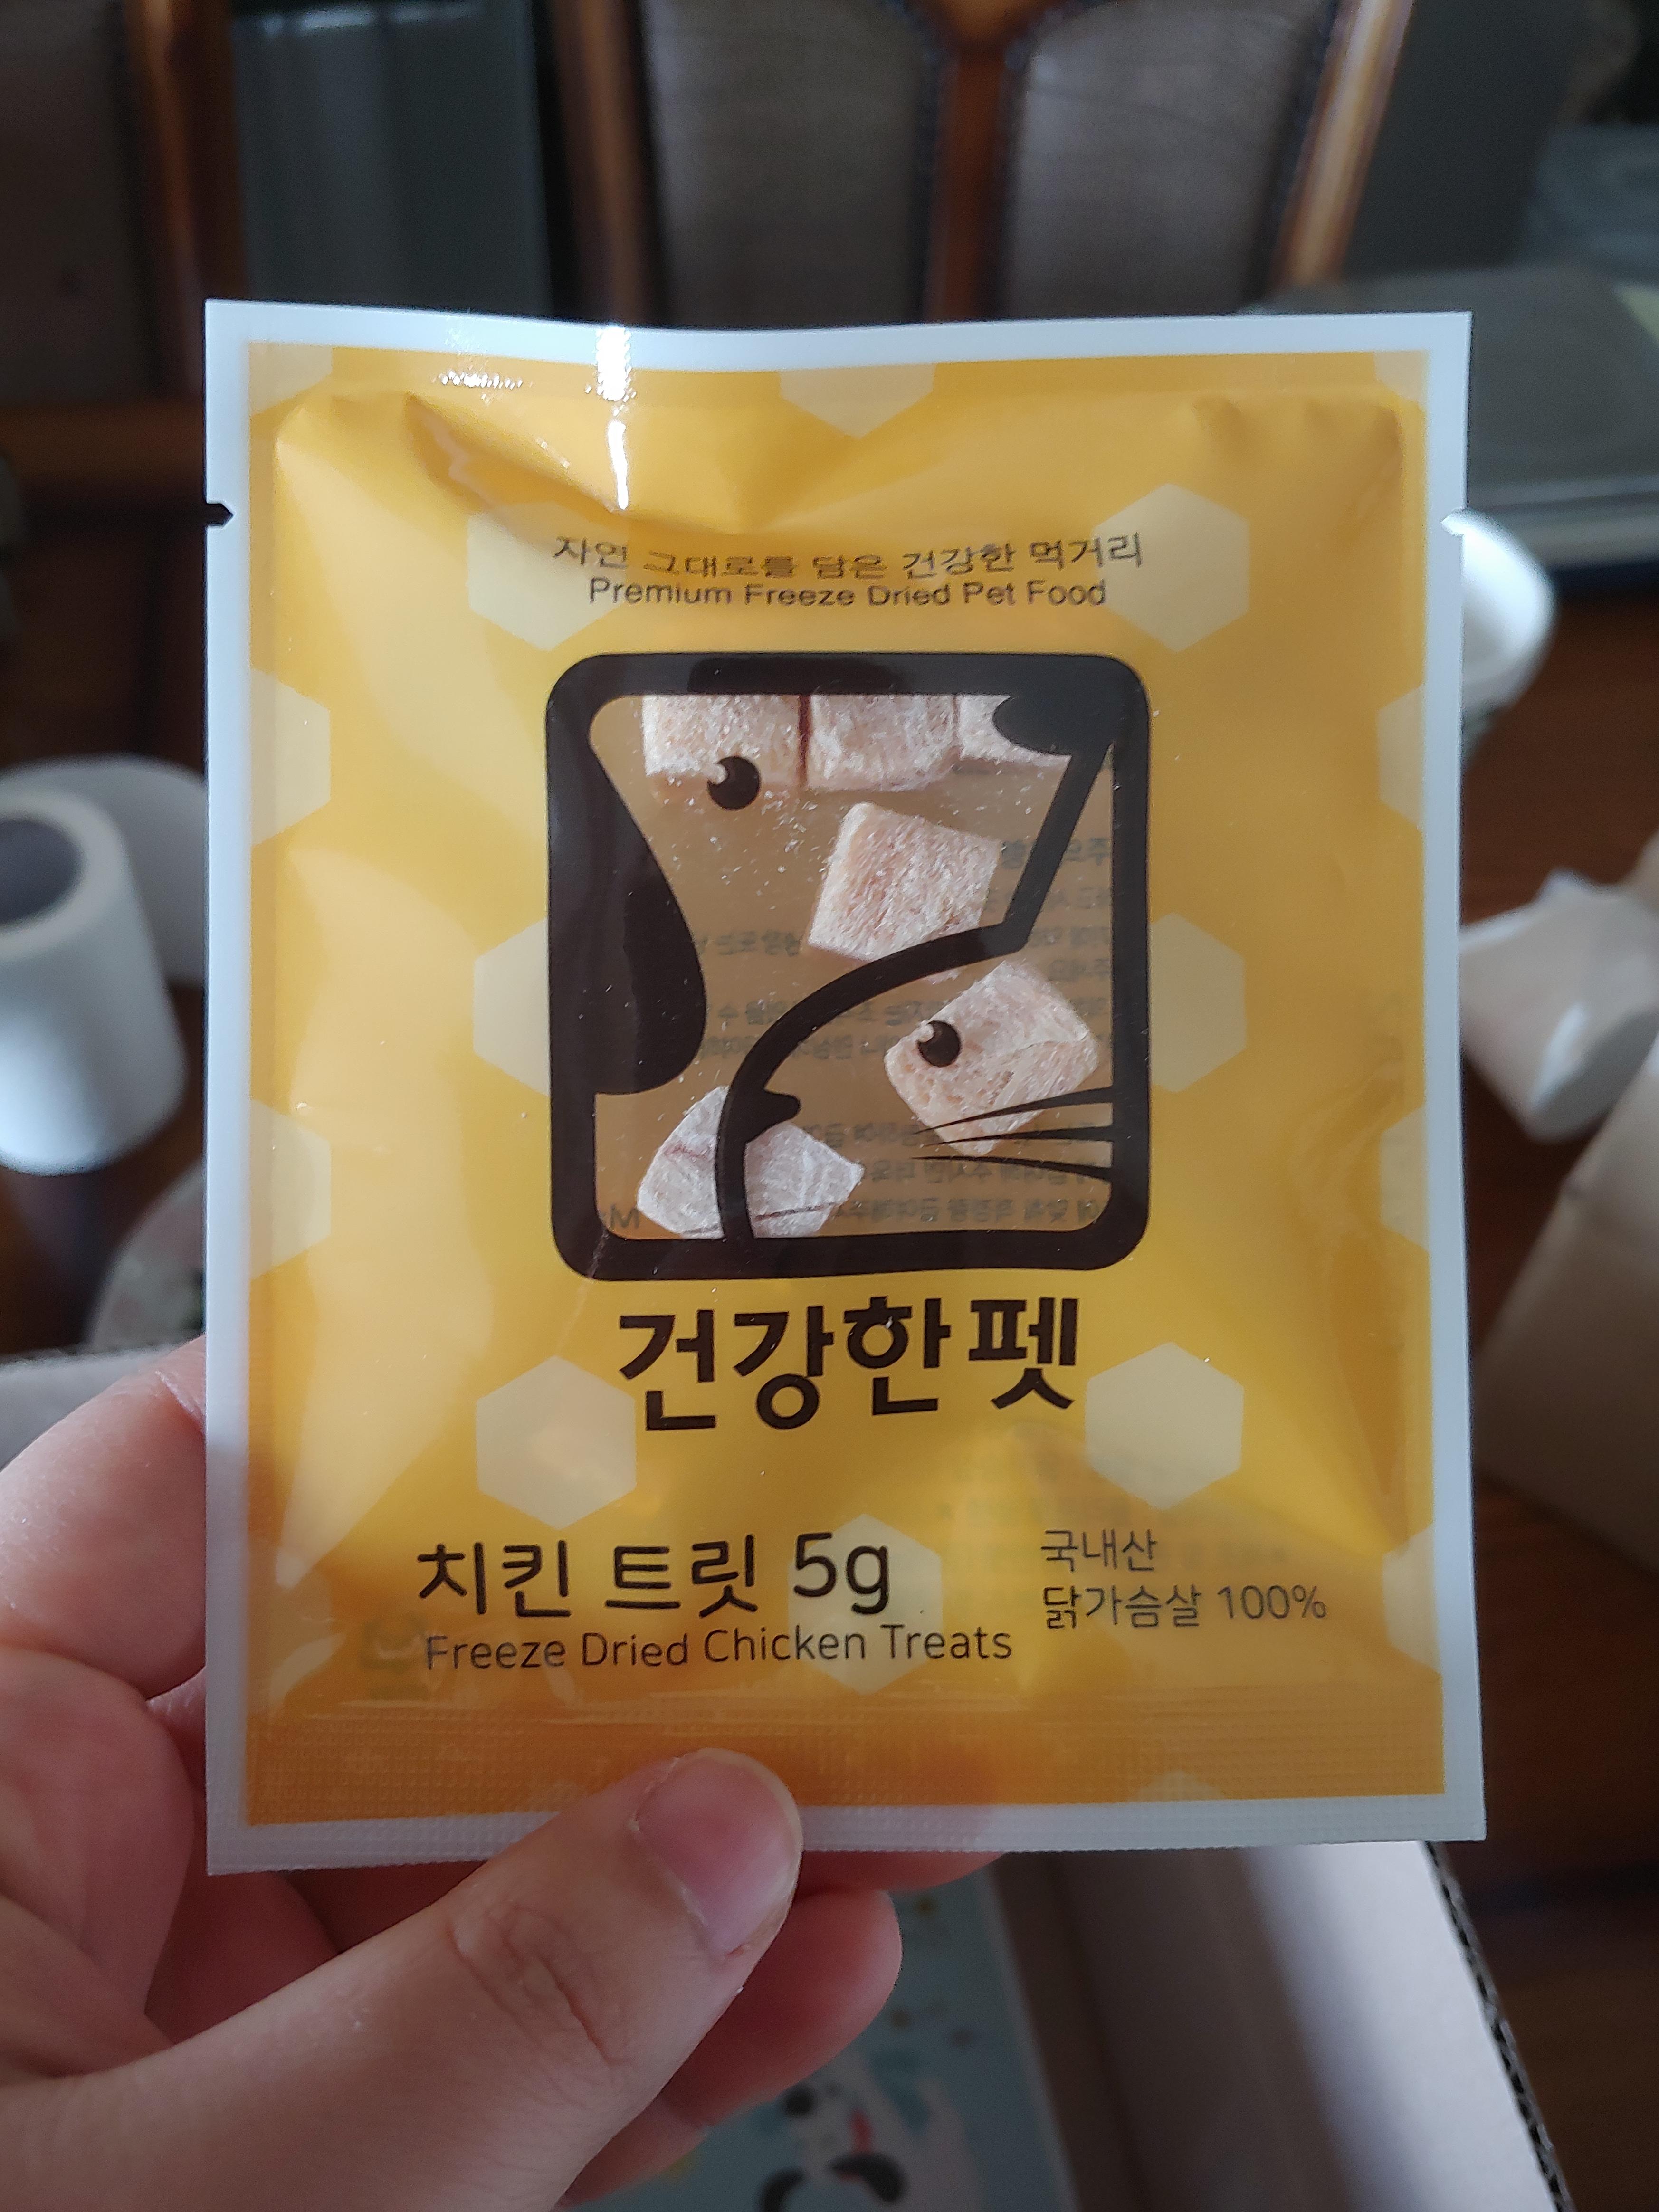 자연 그대로를 담은 건강한 먹거리
Premium Freeze Dried Pet Food
건강한펫
치킨 트릿 5g
Freeze Dried Chicken Treats
국내산
닭가슴살 100%